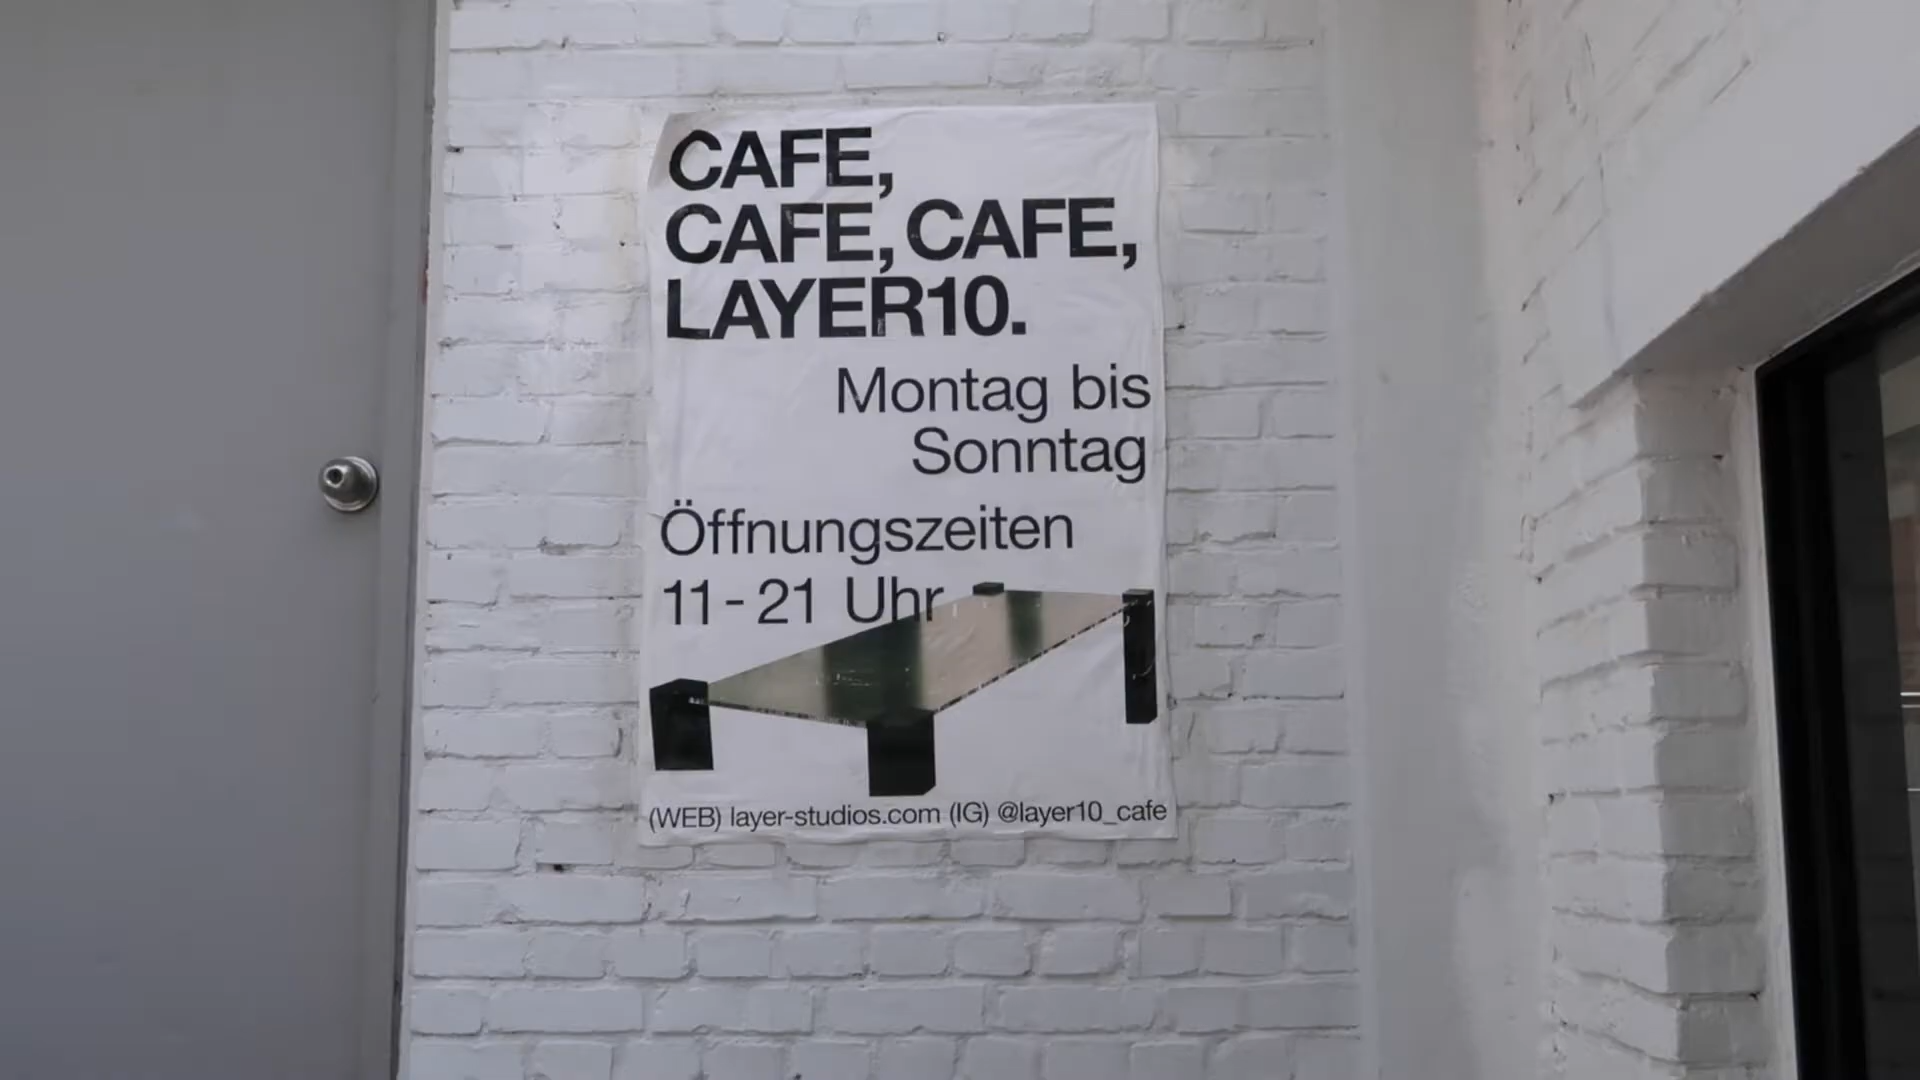 CAFE,
CAFE, CAFE,
LAYER10.
Montag bis
Sonntag
Öffnungszeiten
11 - 21 Uhr
(WEB) layer-studios.com (IG) @layer10_cafe